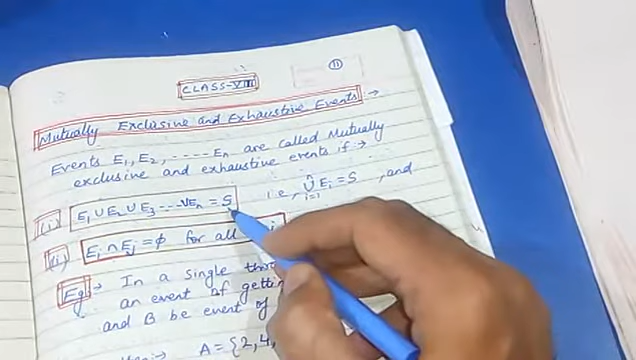 11
CLASS-VIII
Mutually Exclusive and Exhaustive Events →
Events E₁, E₂, ----- Eₙ are called Mutually
exclusive and exhaustive events if →
(i) E₁ ∪ E₂ ∪ E₃ --- ∪Eₙ = S i.e., ⋃ⁿᵢ₌₁ Eᵢ = S , and
(ii) Eᵢ ∩ Eⱼ = ϕ for all j
Eg → In a single
an event of
and B be event of
A = {2, 4,